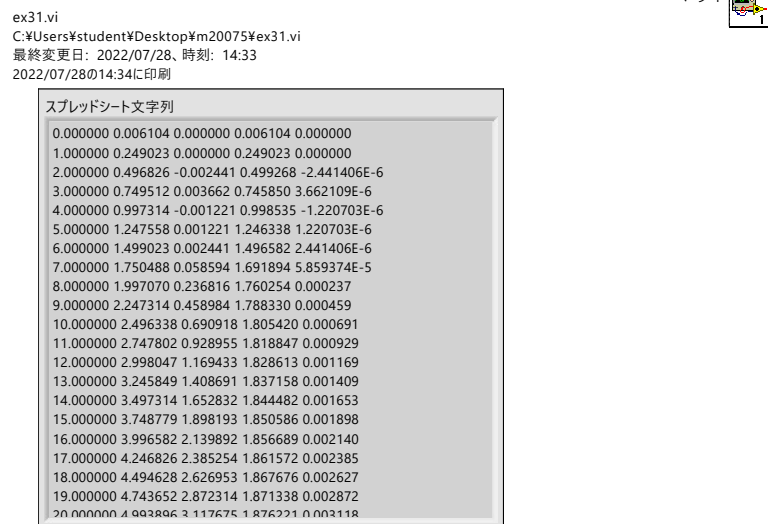 ex31.vi
C:¥Users¥student¥Desktop¥m20075¥ex31.vi
最終変更日: 2022/07/28、時刻: 14:33
2022/07/28の14:34に印刷
1
スプレッドシート文字列
0.000000 0.006104 0.000000 0.006104 0.000000
1.000000 0.249023 0.000000 0.249023 0.000000
2.000000 0.496826 -0.002441 0.499268 -2.441406E-6
3.000000 0.749512 0.003662 0.745850 3.662109E-6
4.000000 0.997314 -0.001221 0.998535 -1.220703E-6
5.000000 1.247558 0.001221 1.246338 1.220703E-6
6.000000 1.499023 0.002441 1.496582 2.441406E-6
7.000000 1.750488 0.058594 1.691894 5.859374E-5
8.000000 1.997070 0.236816 1.760254 0.000237
9.000000 2.247314 0.458984 1.788330 0.000459
10.000000 2.496338 0.690918 1.805420 0.000691
11.000000 2.747802 0.928955 1.818847 0.000929
12.000000 2.998047 1.169433 1.828613 0.001169
13.000000 3.245849 1.408691 1.837158 0.001409
14.000000 3.497314 1.652832 1.844482 0.001653
15.000000 3.748779 1.898193 1.850586 0.001898
16.000000 3.996582 2.139892 1.856689 0.002140
17.000000 4.246826 2.385254 1.861572 0.002385
18.000000 4.494628 2.626953 1.867676 0.002627
19.000000 4.743652 2.872314 1.871338 0.002872
20.000000 4.993896 3.117675 1.876221 0.003118